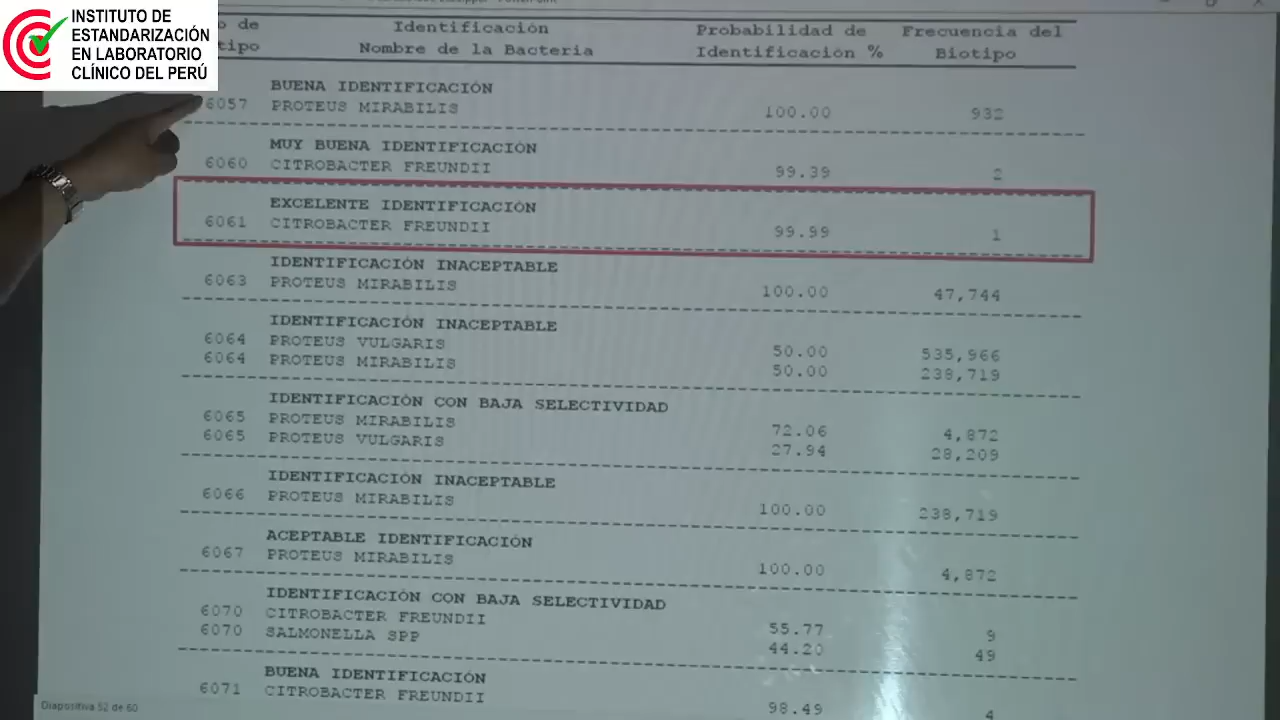 INSTITUTO DE
ESTANDARIZACIÓN
EN LABORATORIO
CLÍNICO DEL PERÚ
o de Identificación Probabilidad de Frecuencia del
tipo Nombre de la Bacteria Identificación % Biotipo
BUENA IDENTIFICACIÓN
6057 PROTEUS MIRABILIS 100.00 932
MUY BUENA IDENTIFICACIÓN
6060 CITROBACTER FREUNDII 99.39 2
EXCELENTE IDENTIFICACIÓN
6061 CITROBACTER FREUNDII 99.99 1
IDENTIFICACIÓN INACEPTABLE
6063 PROTEUS MIRABILIS 100.00 47,744
IDENTIFICACIÓN INACEPTABLE
6064 PROTEUS VULGARIS 50.00 535,966
6064 PROTEUS MIRABILIS 50.00 238,719
IDENTIFICACIÓN CON BAJA SELECTIVIDAD
6065 PROTEUS MIRABILIS 72.06 4,872
6065 PROTEUS VULGARIS 27.94 28,209
IDENTIFICACIÓN INACEPTABLE
6066 PROTEUS MIRABILIS 100.00 238,719
ACEPTABLE IDENTIFICACIÓN
6067 PROTEUS MIRABILIS 100.00 4,872
IDENTIFICACIÓN CON BAJA SELECTIVIDAD
6070 CITROBACTER FREUNDII 55.77 9
6070 SALMONELLA SPP 44.20 49
BUENA IDENTIFICACIÓN
6071 CITROBACTER FREUNDII 98.49 4
Diapositiva 52 de 60